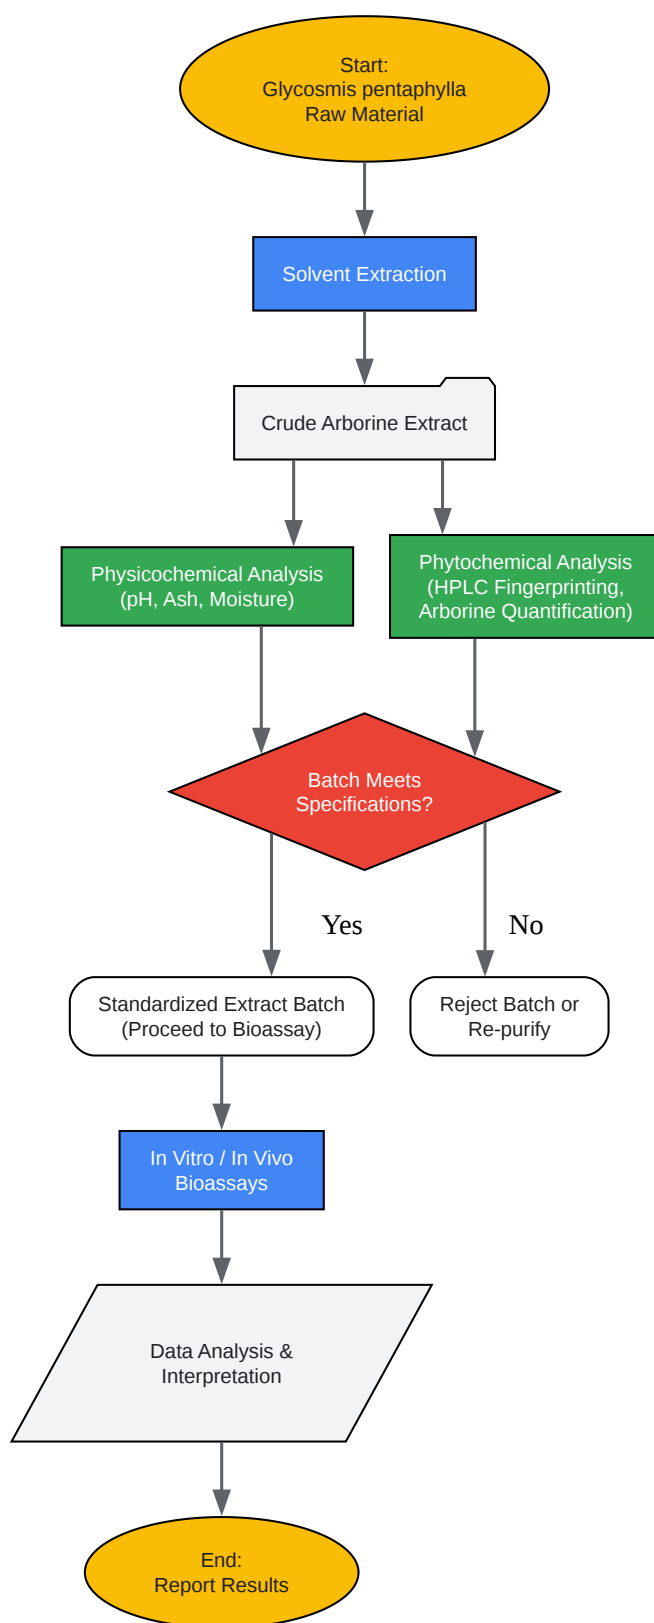 Start:
Glycosmis pentaphylla
Raw Material
Solvent Extraction
Crude Arborine Extract
Physicochemical Analysis
(pH, Ash, Moisture)
Phytochemical Analysis
(HPLC Fingerprinting,
Arborine Quantification)
Batch Meets
Specifications?
Yes
No
Standardized Extract Batch
(Proceed to Bioassay)
Reject Batch or
Re-purify
In Vitro / In Vivo
Bioassays
Data Analysis &
Interpretation
End:
Report Results